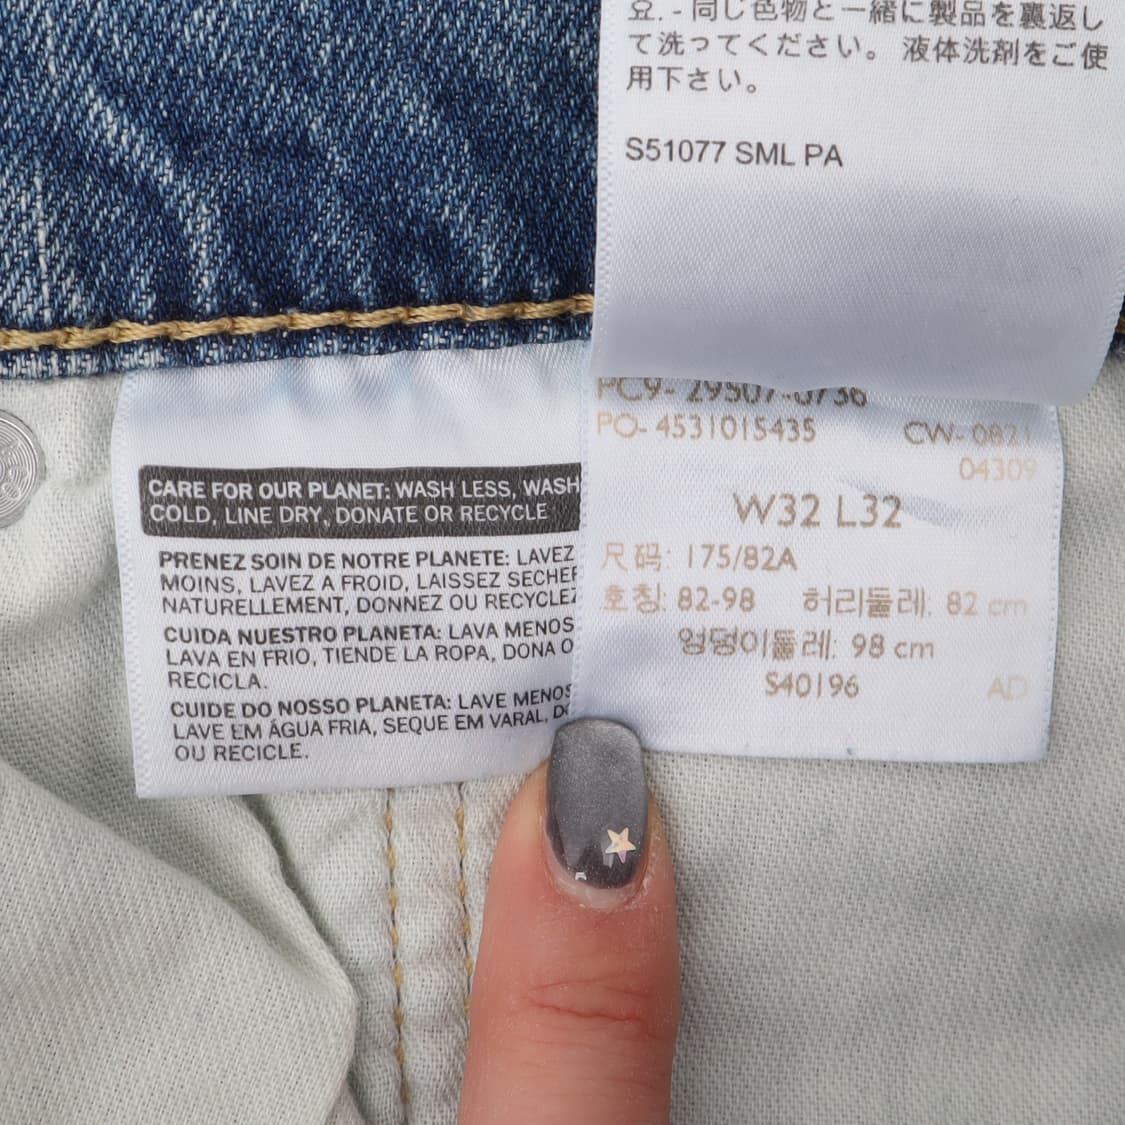 요. - 同じ色物と一緒に製品を裏返し
て洗ってください。 液体洗剤をご使
用下さい。
S51077 SML PA
CARE FOR OUR PLANET: WASH LESS, WASH
COLD, LINE DRY, DONATE OR RECYCLE
PRENEZ SOIN DE NOTRE PLANETE: LAVEZ
MOINS, LAVEZ A FROID, LAISSEZ SECHER
NATURELLEMENT, DONNEZ OU RECYCLEZ
CUIDA NUESTRO PLANETA: LAVA MENOS
LAVA EN FRIO, TIENDE LA ROPA, DONA O
RECICLA.
CUIDE DO NOSSO PLANETA: LAVE MENOS
LAVE EM ÁGUA FRIA, SEQUE EM VARAL,
OU RECICLE.
PC9- 29507-0736
PO- 4531015435 CW- 0821
04309
W32 L32
尺码: 175/82A
호칭: 82-98 허리둘레: 82 cm
엉덩이둘레: 98 cm
S40196 AD